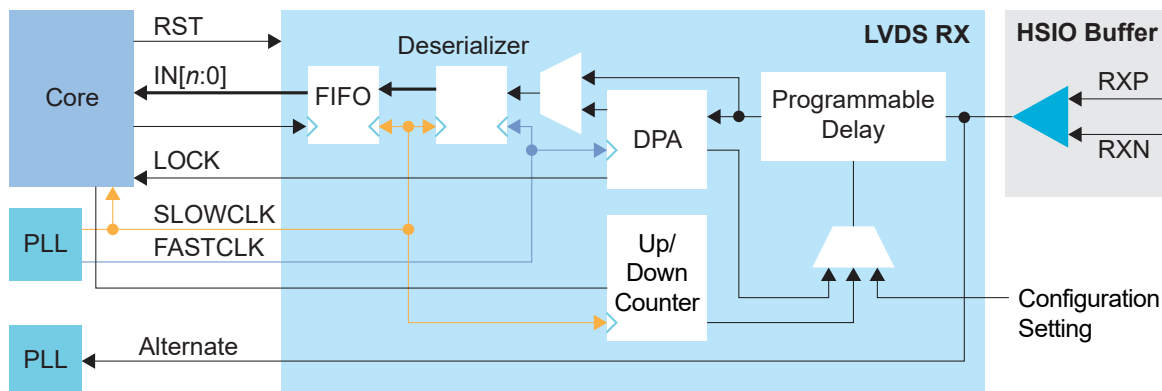 RST
Deserializer
LVDS RX
HSIO Buffer
Core
IN[n:0]
FIFO
Programmable
Delay
RXP
RXN
DPA
LOCK
PLL
SLOWCLK
FASTCLK
Up/
Down
Counter
Configuration
Setting
PLL
Alternate